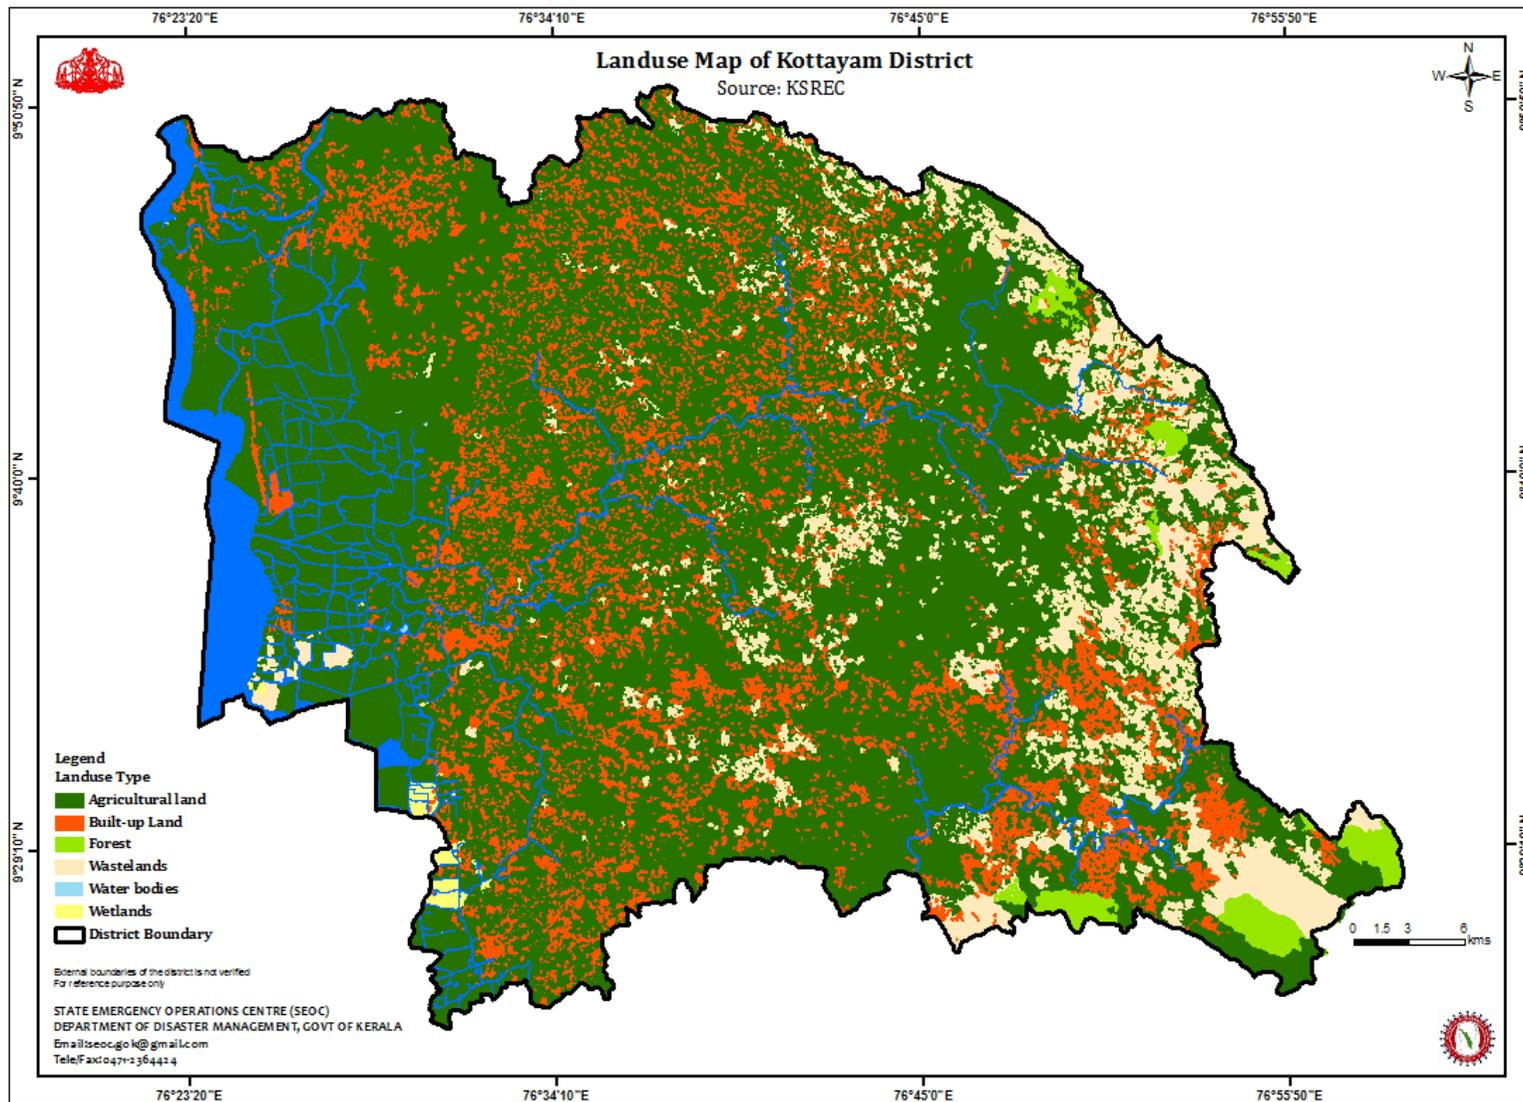 76°23'20"E 76°34'10"E 76°45'0"E 76°55'50"E
Landuse Map of Kottayam District
Source: KSREC
N
W E
S
9°50'50" N
9°40'0" N
9°29'10" N
Legend
Landuse Type
Agricultural land
Built-up Land
Forest
Wastelands
Water bodies
Wetlands
District Boundary
0 1.5 3 6
kms
External boundaries of the district is not verified
For reference purpose only
STATE EMERGENCY OPERATIONS CENTRE (SEOC)
DEPARTMENT OF DISASTER MANAGEMENT, GOVT OF KERALA
Email:seoc.gok@gmail.com
Tele/Fax:0471-2364424
76°23'20"E 76°34'10"E 76°45'0"E 76°55'50"E